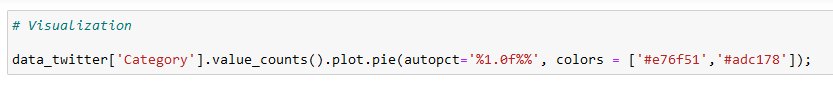 # Visualization
data_twitter['Category'].value_counts().plot.pie(autopct='%1.0f%%', colors = ['#e76f51','#adc178']);